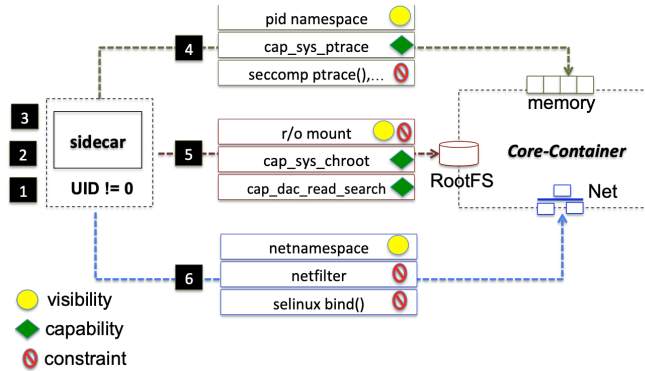 pid namespace
4
cap_sys_ptrace
seccomp ptrace(),...
memory
3
sidecar
2
1
UID != 0
r/o mount
5
cap_sys_chroot
cap_dac_read_search
RootFS
Core-Container
Net
netnamespace
6
netfilter
selinux bind()
visibility
capability
constraint